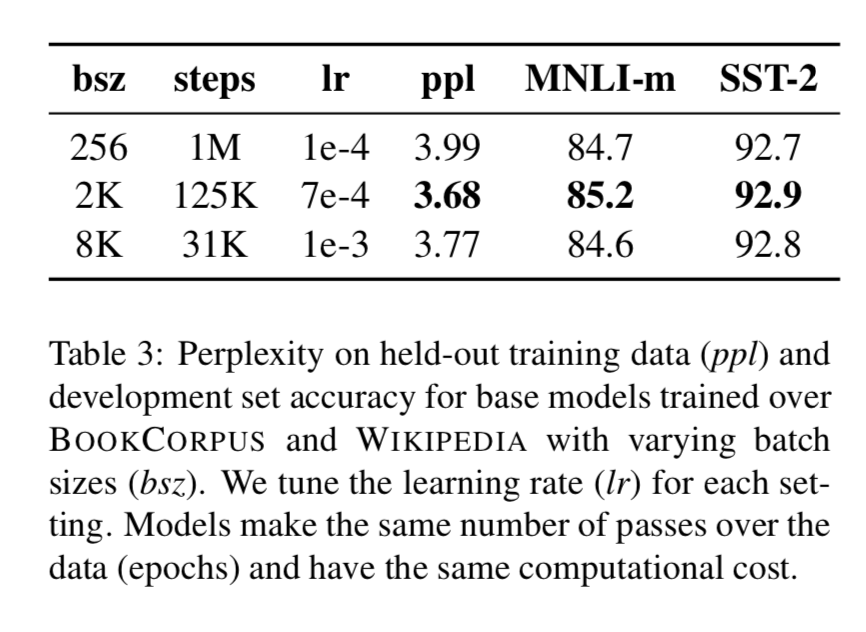 bsz steps lr ppl MNLI-m SST-2
256 1M 1e-4 3.99 84.7 92.7
2K 125K 7e-4 3.68 85.2 92.9
8K 31K 1e-3 3.77 84.6 92.8
Table 3: Perplexity on held-out training data (ppl) and
development set accuracy for base models trained over
BOOKCORPUS and WIKIPEDIA with varying batch
sizes (bsz). We tune the learning rate (lr) for each set-
ting. Models make the same number of passes over the
data (epochs) and have the same computational cost.